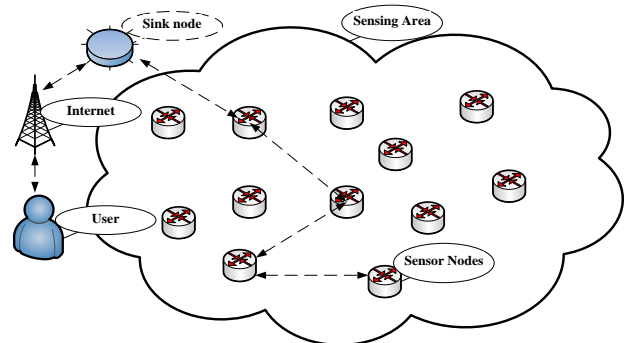 Sink node
Sensing Area
Internet
User
Sensor Nodes